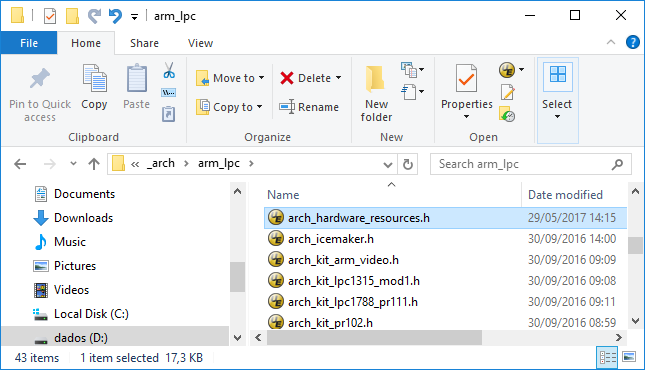 arm_lpc
File Home Share View
Pin to Quick access
Copy
Paste
Clipboard
Move to
Copy to
Delete
Rename
Organize
New folder
New
Properties
Open
Select
« _arch > arm_lpc >
Search arm_lpc
Documents
Downloads
Music
Pictures
Videos
Local Disk (C:)
dados (D:)
Name Date modified
arch_hardware_resources.h 29/05/2017 14:15
arch_icemaker.h 30/09/2016 14:00
arch_kit_arm_video.h 30/09/2016 09:09
arch_kit_lpc1315_mod1.h 30/09/2016 09:08
arch_kit_lpc1788_pr111.h 30/09/2016 09:11
arch_kit_pr102.h 30/09/2016 08:59
43 items 1 item selected 17,3 KB